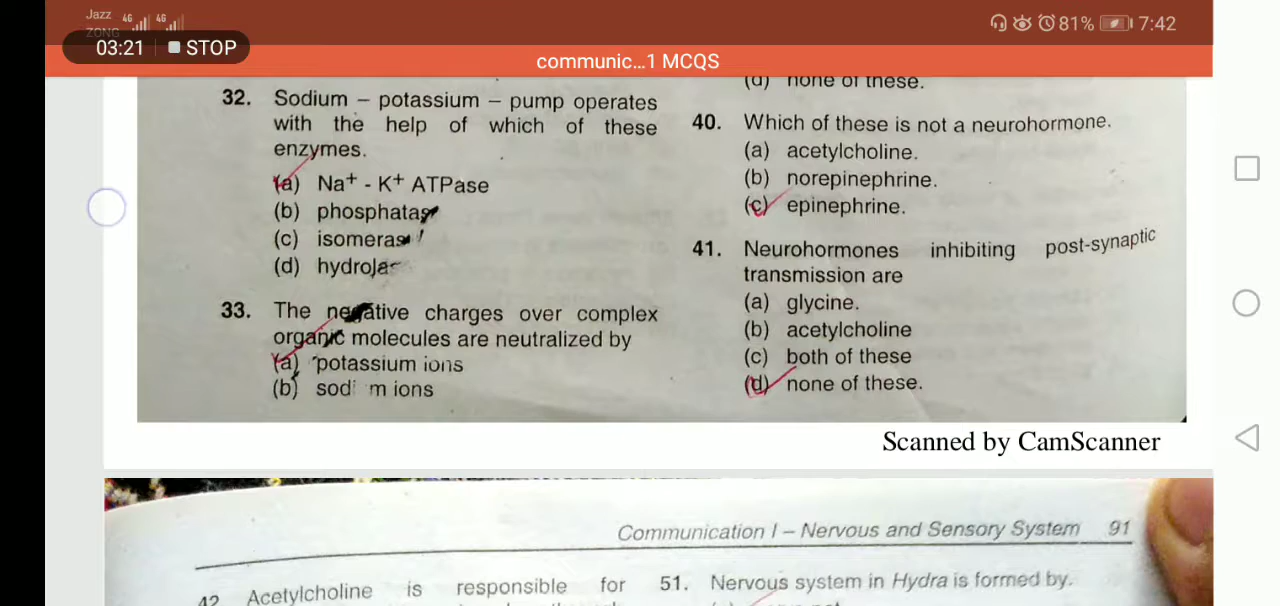 Jazz 4G 4G
ZONG
81% 7:42
03:21 STOP
communic...1 MCQS
32. Sodium – potassium – pump operates
with the help of which of these
enzymes.
(a) Na+ - K+ ATPase
(b) phosphatas
(c) isomeras
(d) hydrolas
33. The negative charges over complex
organic molecules are neutralized by
(a) potassium ions
(b) sod m ions
(d) none of these.
40. Which of these is not a neurohormone.
(a) acetylcholine.
(b) norepinephrine.
(c) epinephrine.
41. Neurohormones inhibiting post-synaptic
transmission are
(a) glycine.
(b) acetylcholine
(c) both of these
(d) none of these.
Scanned by CamScanner
Communication I – Nervous and Sensory System 91
42 Acetylcholine is responsible for
51. Nervous system in Hydra is formed by.